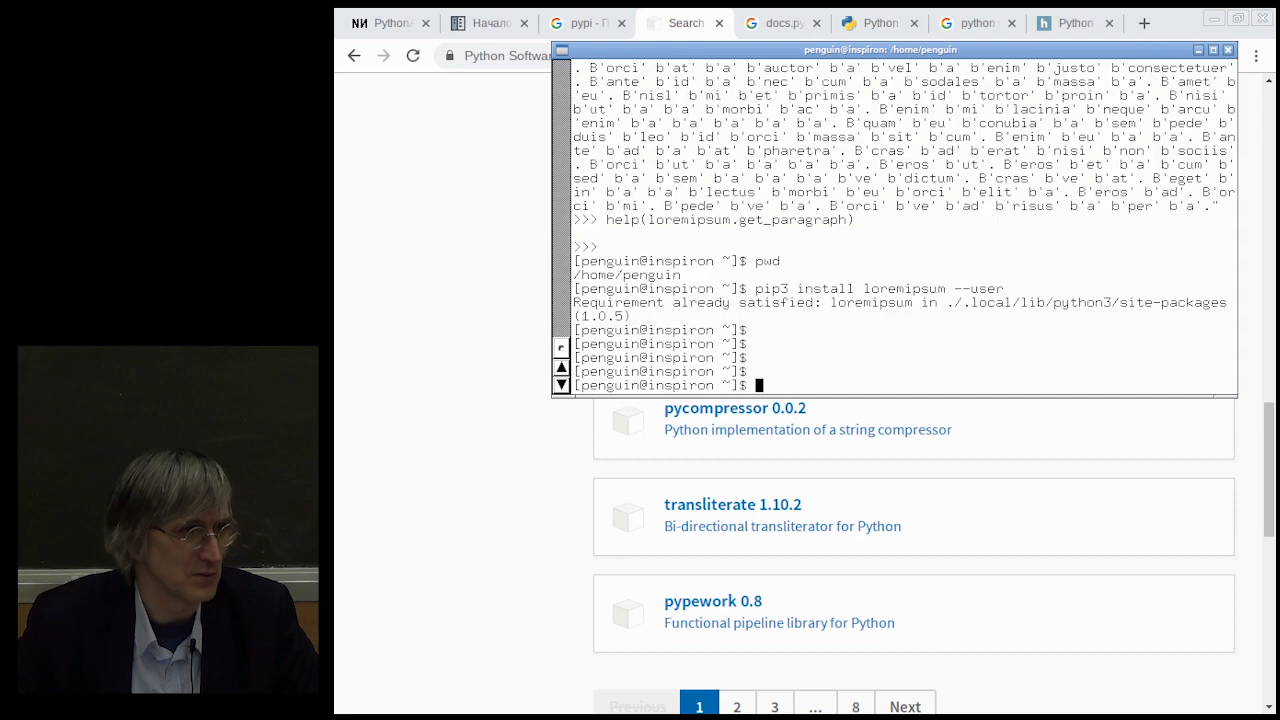 PythonA
Начало
pypi - П
Search
docs.py
Python
python
Python
Python Softwa
penguin@inspiron: /home/penguin
. B'orci' b'at' b'a' b'auctor' b'a' b'vel' b'a' b'enim' b'justo' b'consectetuer'
. B'ante' b'id' b'a' b'nec' b'cum' b'a' b'sodales' b'a' b'massa' b'a'. B'amet' b
'eu'. B'nisl' b'mi' b'et' b'primis' b'a' b'id' b'tortor' b'proin' b'a'. B'nisi'
b'ut' b'a' b'a' b'morbi' b'ac' b'a'. B'enim' b'mi' b'lacinia' b'neque' b'arcu' b
'enim' b'a' b'a' b'a' b'a' b'a'. B'quam' b'eu' b'conubia' b'a' b'sem' b'pede' b'
duis' b'leo' b'id' b'orci' b'massa' b'sit' b'cum'. B'enim' b'eu' b'a' b'a'. B'an
te' b'ad' b'a' b'at' b'pharetra'. B'cras' b'ad' b'erat' b'nisi' b'non' b'sociis'
. B'orci' b'ut' b'a' b'a' b'a' b'a'. B'eros' b'ut'. B'eros' b'et' b'a' b'cum' b'
sed' b'a' b'sem' b'a' b'a' b'a' b've' b'dictum'. B'cras' b've' b'at'. B'eget' b'
in' b'a' b'a' b'lectus' b'morbi' b'eu' b'orci' b'elit' b'a'. B'eros' b'ad'. B'or
ci' b'mi'. B'pede' b've' b'a'. B'orci' b've' b'ad' b'risus' b'a' b'per' b'a'."
>>> help(loremipsum.get_paragraph)
>>>
[penguin@inspiron ~]$ pwd
/home/penguin
[penguin@inspiron ~]$ pip3 install loremipsum --user
Requirement already satisfied: loremipsum in ./.local/lib/python3/site-packages
(1.0.5)
[penguin@inspiron ~]$
[penguin@inspiron ~]$
[penguin@inspiron ~]$
[penguin@inspiron ~]$
[penguin@inspiron ~]$
pycompressor 0.0.2
Python implementation of a string compressor
transliterate 1.10.2
Bi-directional transliterator for Python
pypework 0.8
Functional pipeline library for Python
Previous 1 2 3 ... 8 Next